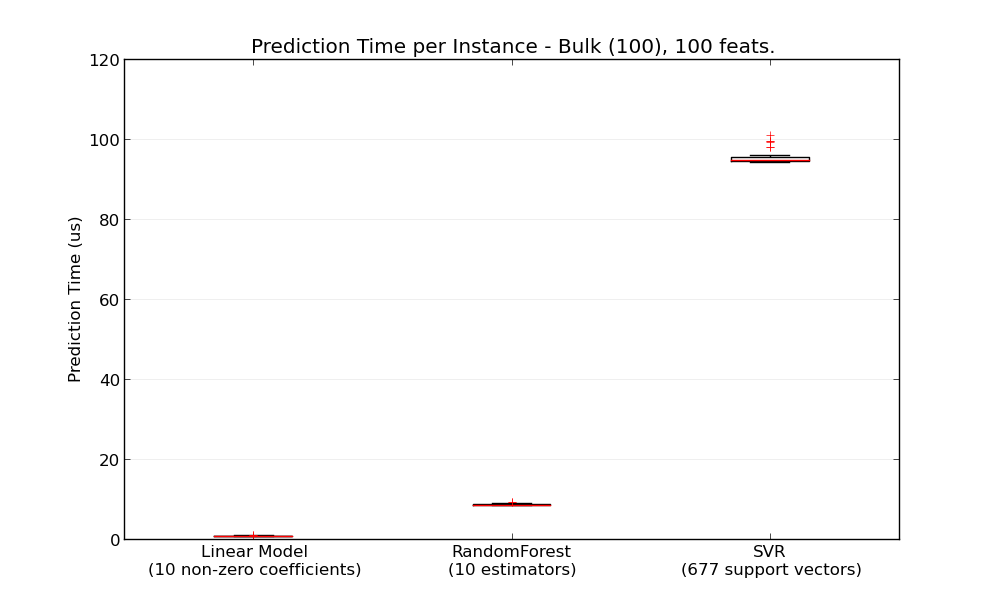 Prediction Time per Instance - Bulk (100), 100 feats.
120
100
80
60
40
20
0
Prediction Time (us)
Linear Model
(10 non-zero coefficients)
RandomForest
(10 estimators)
SVR
(677 support vectors)